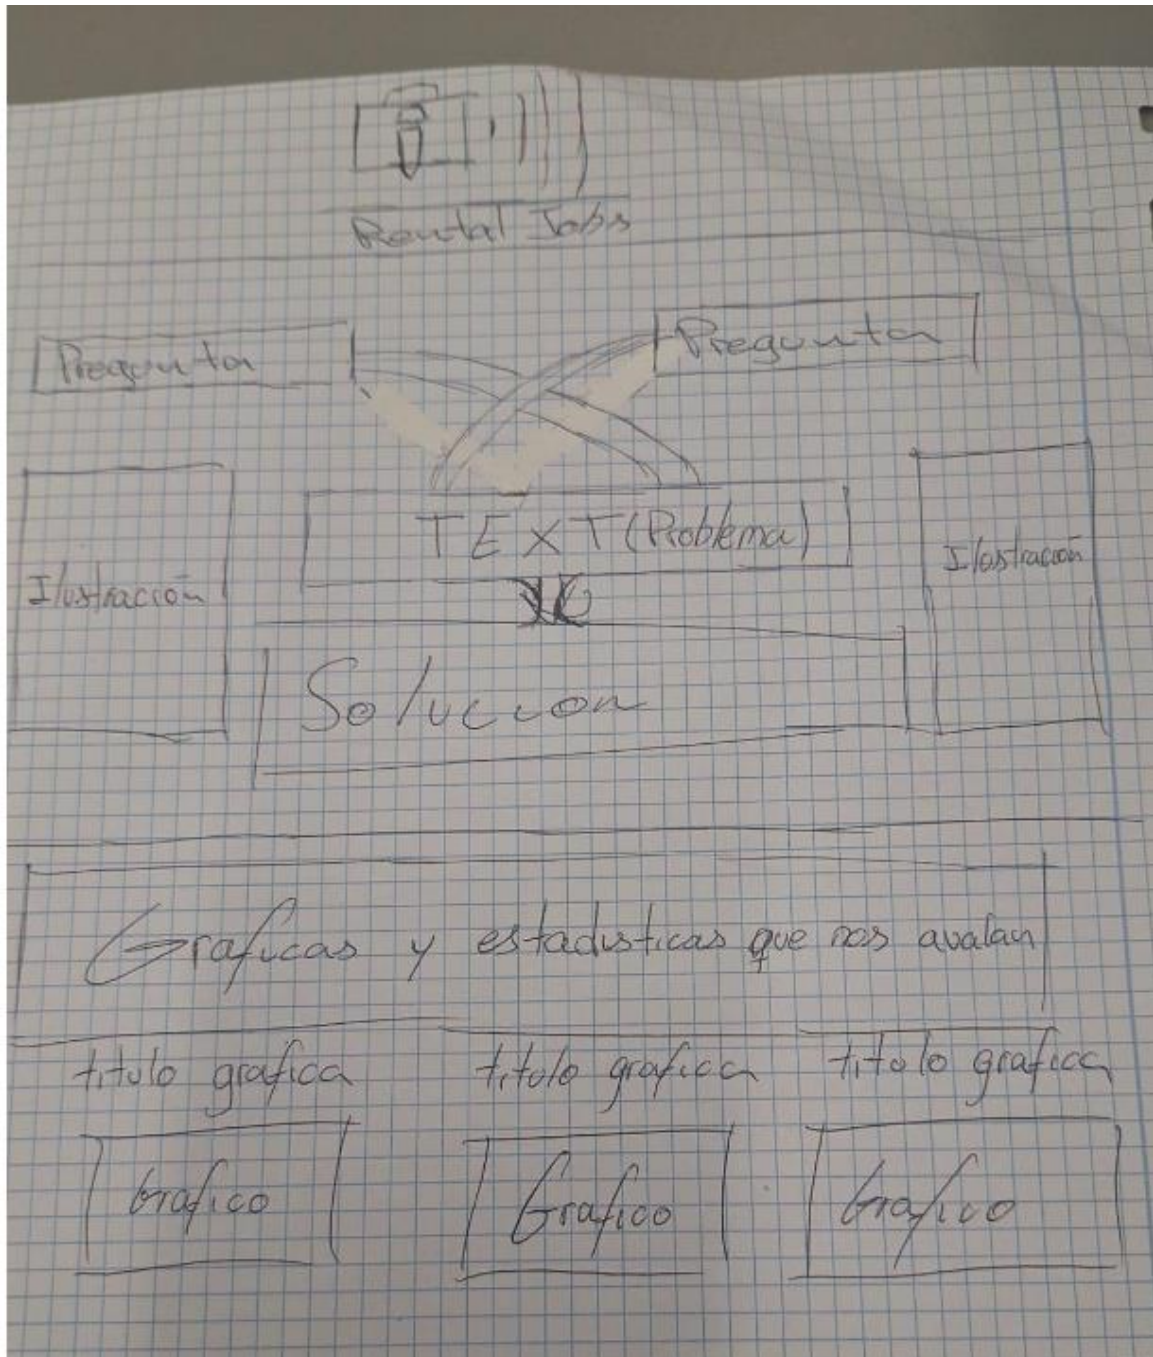 Rental Jobs
Pregunta
Pregunta
TEXT (Problema)
Ilustración
Ilustración
Solucion
Graficas y estadisticas que nos avalan
titulo grafica
titulo grafica
titulo grafica
Grafico
Grafico
Grafico